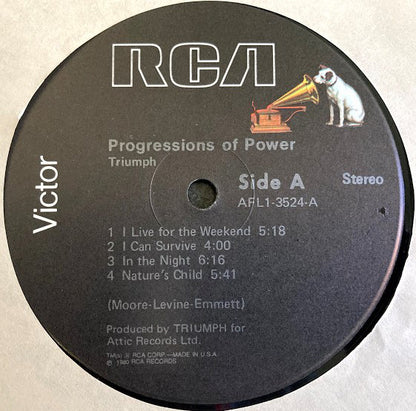 RCA
Victor
Progressions of Power
Triumph
Side A
Stereo
AFL1-3524-A
1 I Live for the Weekend 5:18
2 I Can Survive 4:00
3 In the Night 6:16
4 Nature's Child 5:41
(Moore-Levine-Emmett)
Produced by TRIUMPH for
Attic Records Ltd.
TM(s) ® RCA CORP.—MADE IN U.S.A.
℗ 1980 RCA RECORDS